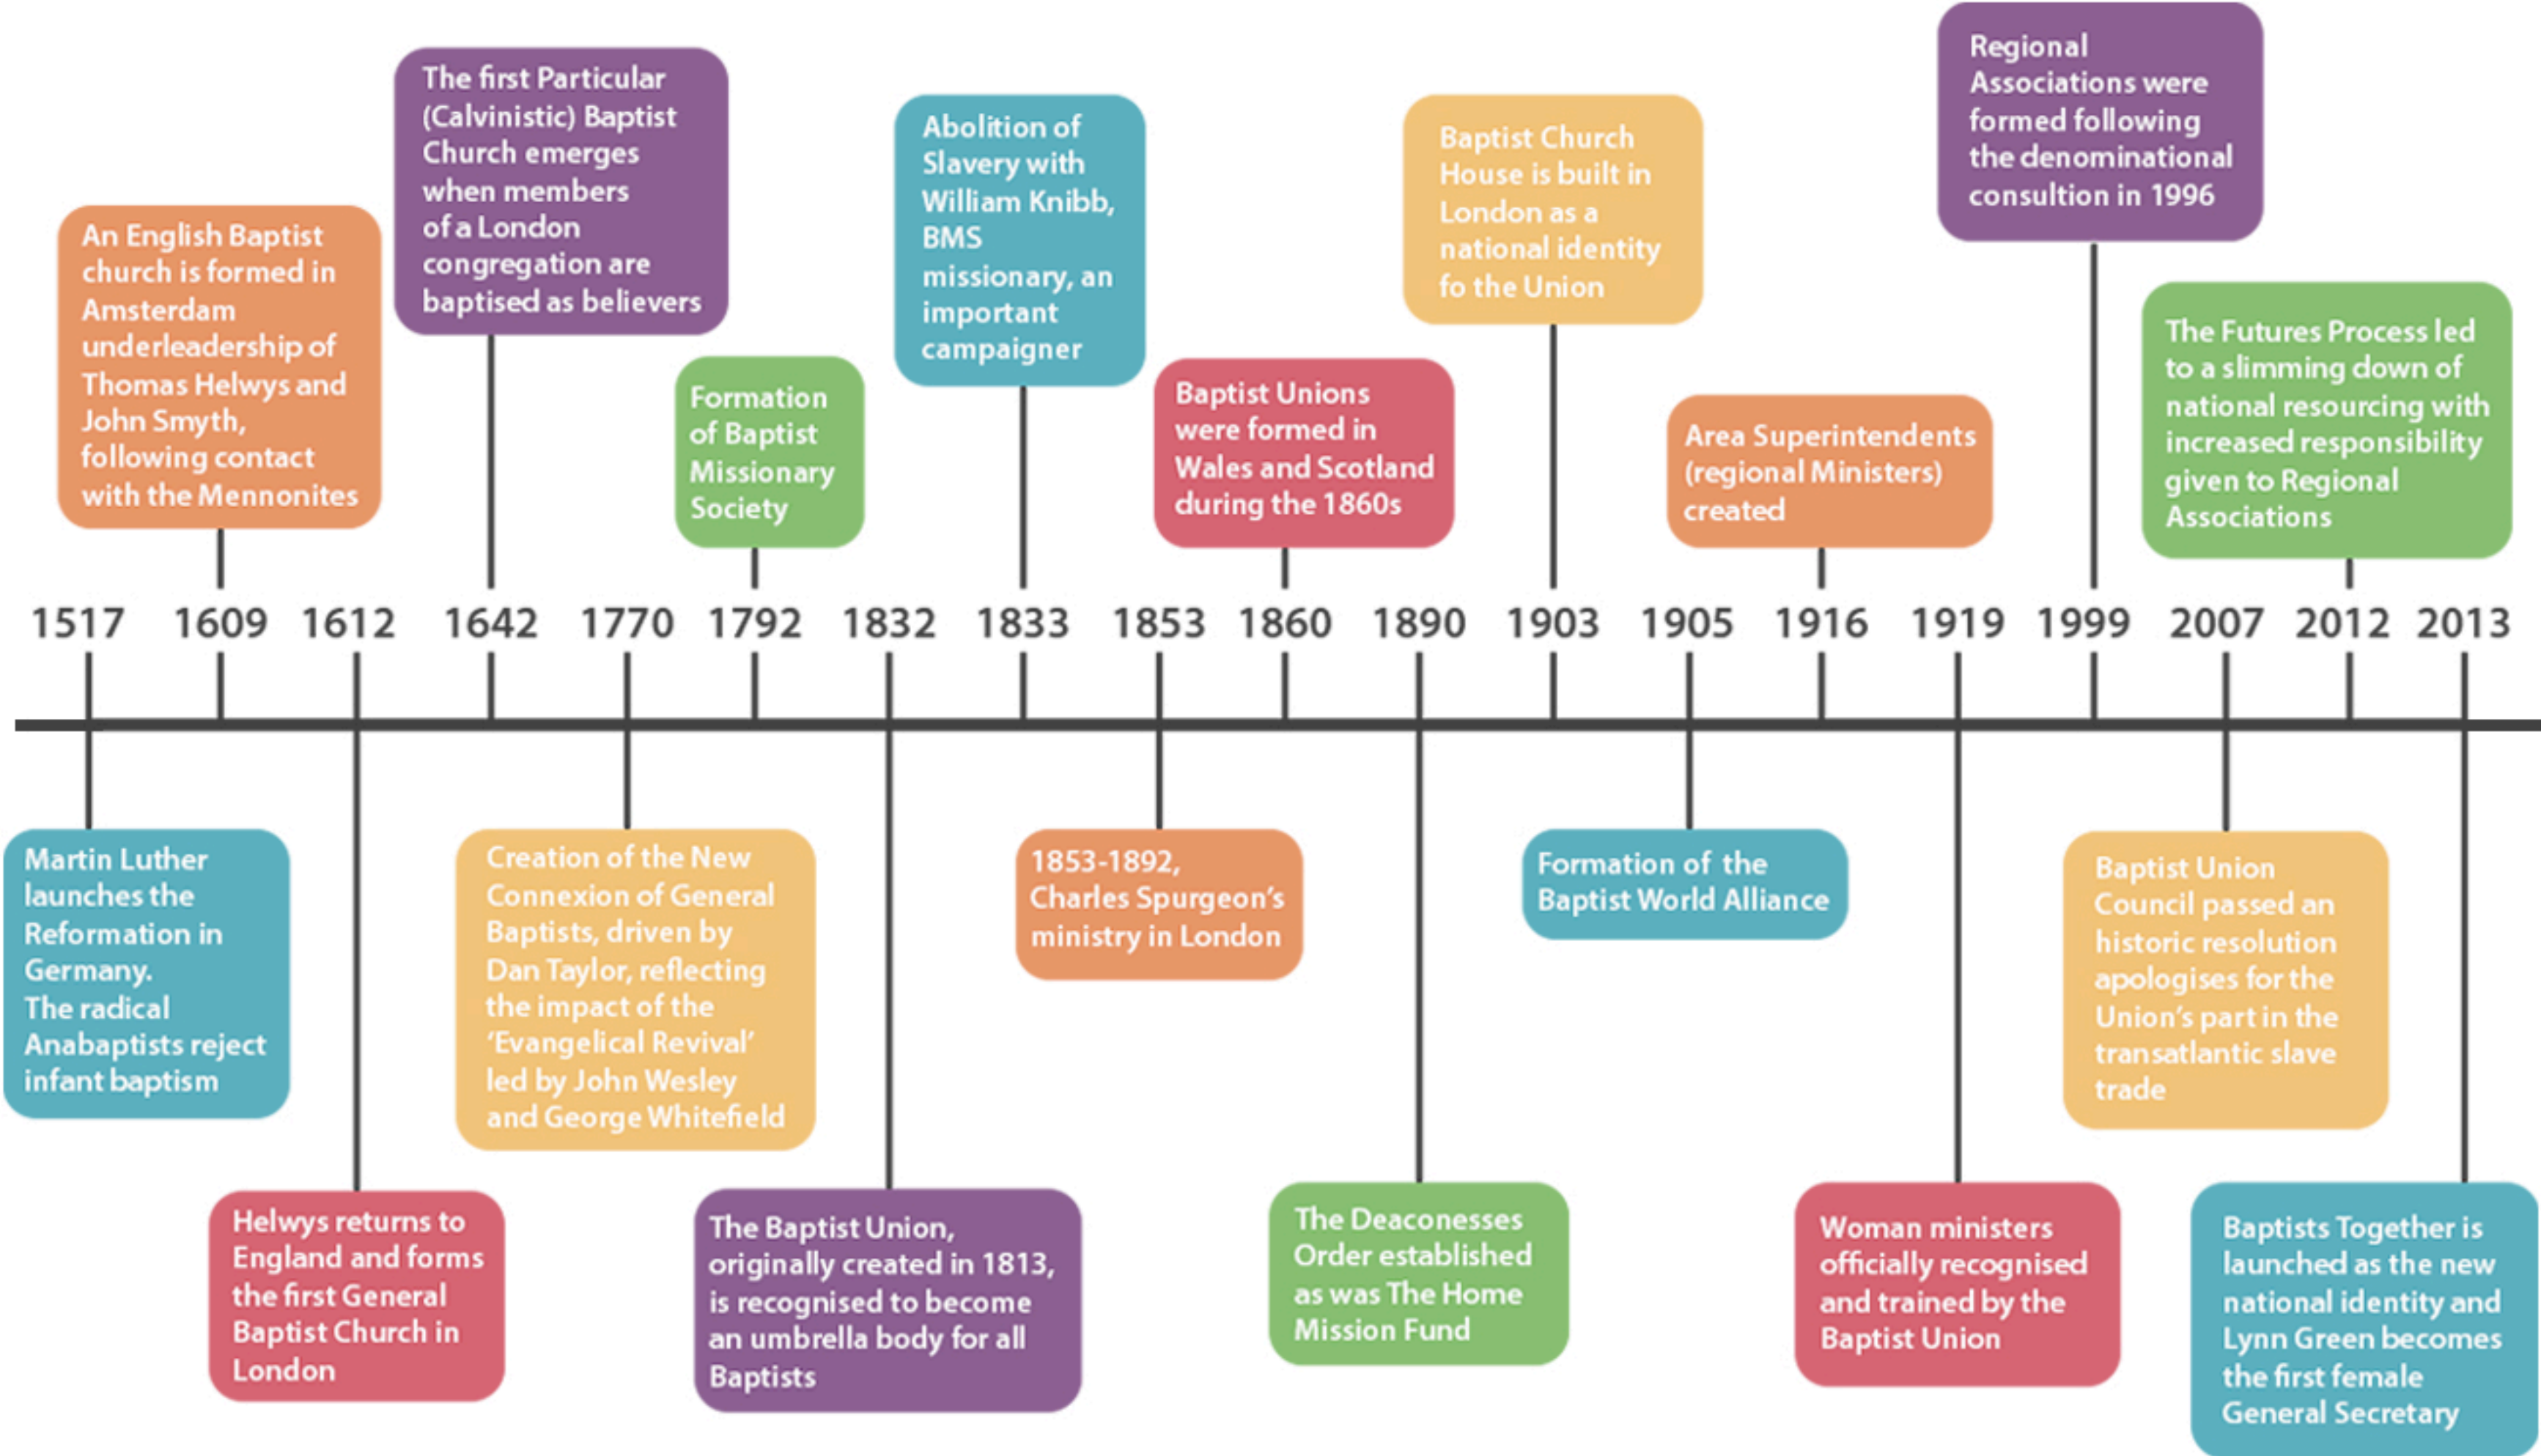 Regional
Associations were
formed following
the denominational
consultion in 1996
The first Particular
(Calvinistic) Baptist
Church emerges
when members
of a London
congregation are
baptised as believers
Abolition of
Slavery with
William Knibb,
BMS
missionary, an
important
campaigner
Baptist Church
House is built in
London as a
national identity
fo the Union
An English Baptist
church is formed in
Amsterdam
underleadership of
Thomas Helwys and
John Smyth,
following contact
with the Mennonites
Formation
of Baptist
Missionary
Society
Baptist Unions
were formed in
Wales and Scotland
during the 1860s
Area Superintendents
(regional Ministers)
created
The Futures Process led
to a slimming down of
national resourcing with
increased responsibility
given to Regional
Associations
1517 1609 1612 1642 1770 1792 1832 1833 1853 1860 1890 1903 1905 1916 1919 1999 2007 2012 2013
Martin Luther
launches the
Reformation in
Germany.
The radical
Anabaptists reject
infant baptism
Creation of the New
Connexion of General
Baptists, driven by
Dan Taylor, reflecting
the impact of the
‘Evangelical Revival’
led by John Wesley
and George Whitefield
1853-1892,
Charles Spurgeon’s
ministry in London
Formation of the
Baptist World Alliance
Baptist Union
Council passed an
historic resolution
apologises for the
Union’s part in the
transatlantic slave
trade
Helwys returns to
England and forms
the first General
Baptist Church in
London
The Baptist Union,
originally created in 1813,
is recognised to become
an umbrella body for all
Baptists
The Deaconesses
Order established
as was The Home
Mission Fund
Woman ministers
officially recognised
and trained by the
Baptist Union
Baptists Together is
launched as the new
national identity and
Lynn Green becomes
the first female
General Secretary